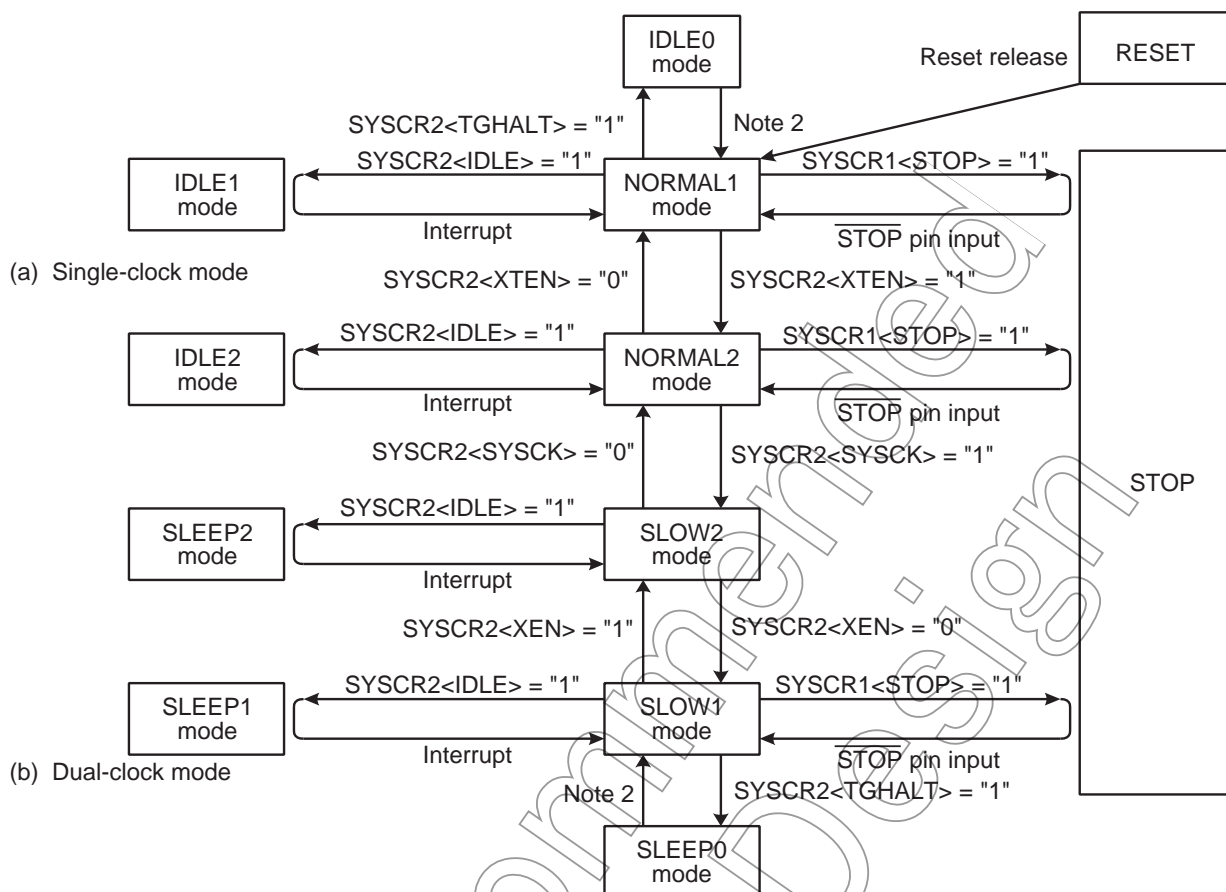 IDLE0
mode
Reset release
RESET
SYSCR2<TGHALT> = "1"
Note 2
SYSCR2<IDLE> = "1"
SYSCR1<STOP> = "1"
IDLE1
mode
NORMAL1
mode
Interrupt
STOP pin input
(a) Single-clock mode
SYSCR2<XTEN> = "0"
SYSCR2<XTEN> = "1"
SYSCR2<IDLE> = "1"
SYSCR1<STOP> = "1"
IDLE2
mode
NORMAL2
mode
Interrupt
STOP pin input
SYSCR2<SYSCK> = "0"
SYSCR2<SYSCK> = "1"
STOP
SYSCR2<IDLE> = "1"
SLEEP2
mode
SLOW2
mode
Interrupt
SYSCR2<XEN> = "1"
SYSCR2<XEN> = "0"
SYSCR2<IDLE> = "1"
SYSCR1<STOP> = "1"
SLEEP1
mode
SLOW1
mode
Interrupt
STOP pin input
(b) Dual-clock mode
Note 2
SYSCR2<TGHALT> = "1"
SLEEP0
mode
ommended
Design